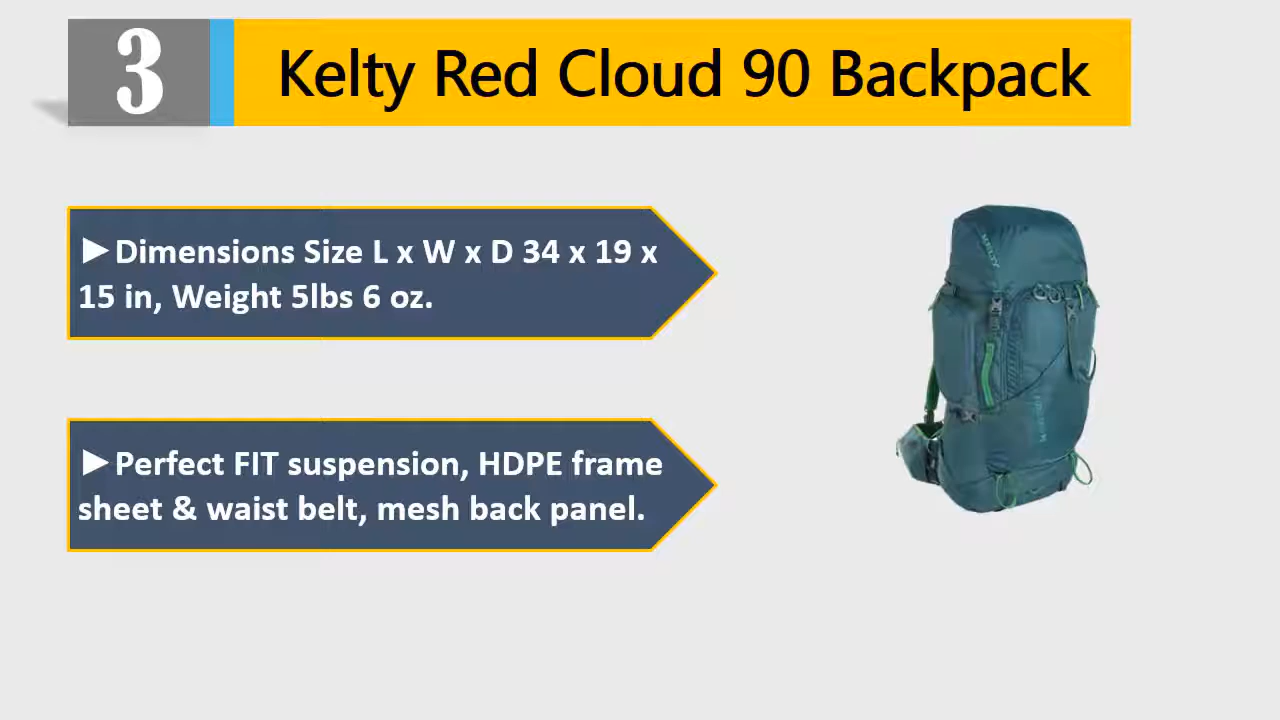 3
Kelty Red Cloud 90 Backpack
►Dimensions Size L x W x D 34 x 19 x
15 in, Weight 5lbs 6 oz.
►Perfect FIT suspension, HDPE frame
sheet & waist belt, mesh back panel.
KELTY